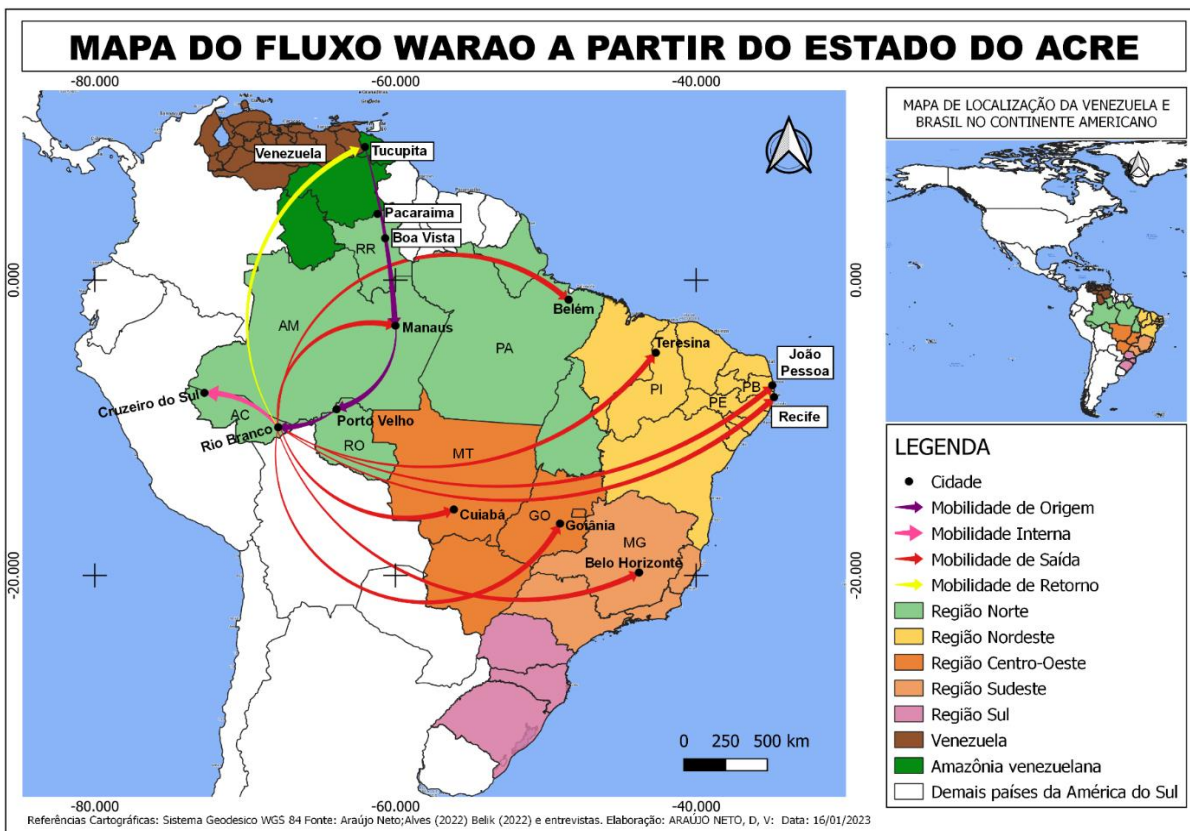 MAPA DO FLUXO WARAO A PARTIR DO ESTADO DO ACRE
-80.000
-60.000
-40.000
MAPA DE LOCALIZAÇÃO DA VENEZUELA E
BRASIL NO CONTINENTE AMERICANO
Venezuela
Tucupita
Pacaraima
Boa Vista
RR
0.000
0.000
Belém
AM
Manaus
PA
Teresina
João
Pessoa
PI
PB
PE
Recife
Cruzeiro do Sul
AC
Porto Velho
Rio Branco
RO
MT
Cuiabá
GO
Goiânia
MG
Belo Horizonte
-20.000
-20.000
LEGENDA
Cidade
Mobilidade de Origem
Mobilidade Interna
Mobilidade de Saída
Mobilidade de Retorno
Região Norte
Região Nordeste
Região Centro-Oeste
Região Sudeste
Região Sul
Venezuela
Amazônia venezuelana
Demais países da América do Sul
0 250 500 km
-80.000
-60.000
-40.000
Referências Cartográficas: Sistema Geodesico WGS 84 Fonte: Araújo Neto;Alves (2022) Belik (2022) e entrevistas. Elaboração: ARAÚJO NETO, D, V: Data: 16/01/2023